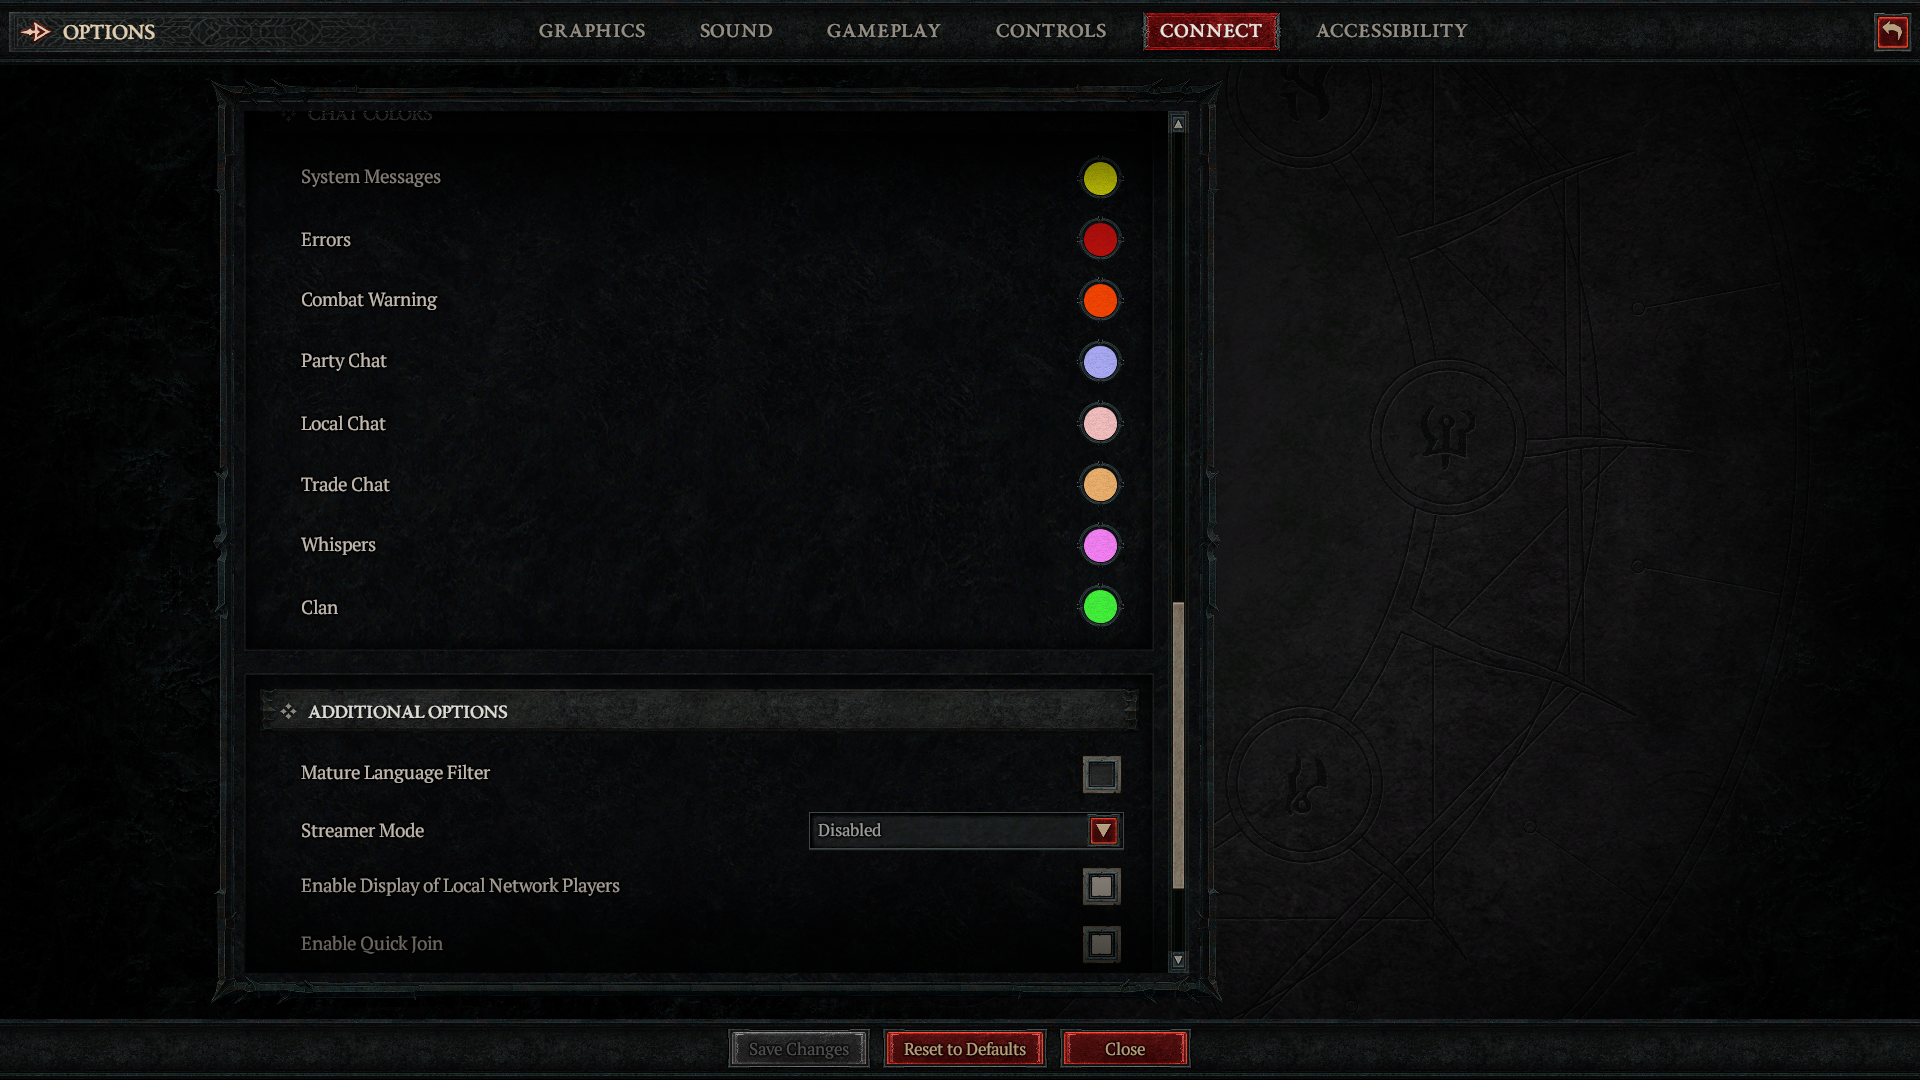 OPTIONS
GRAPHICS
SOUND
GAMEPLAY
CONTROLS
CONNECT
ACCESSIBILITY
CHAT COLORS
System Messages
Errors
Combat Warning
Party Chat
Local Chat
Trade Chat
Whispers
Clan
ADDITIONAL OPTIONS
Mature Language Filter
Streamer Mode
Disabled
Enable Display of Local Network Players
Enable Quick Join
Save Changes
Reset to Defaults
Close